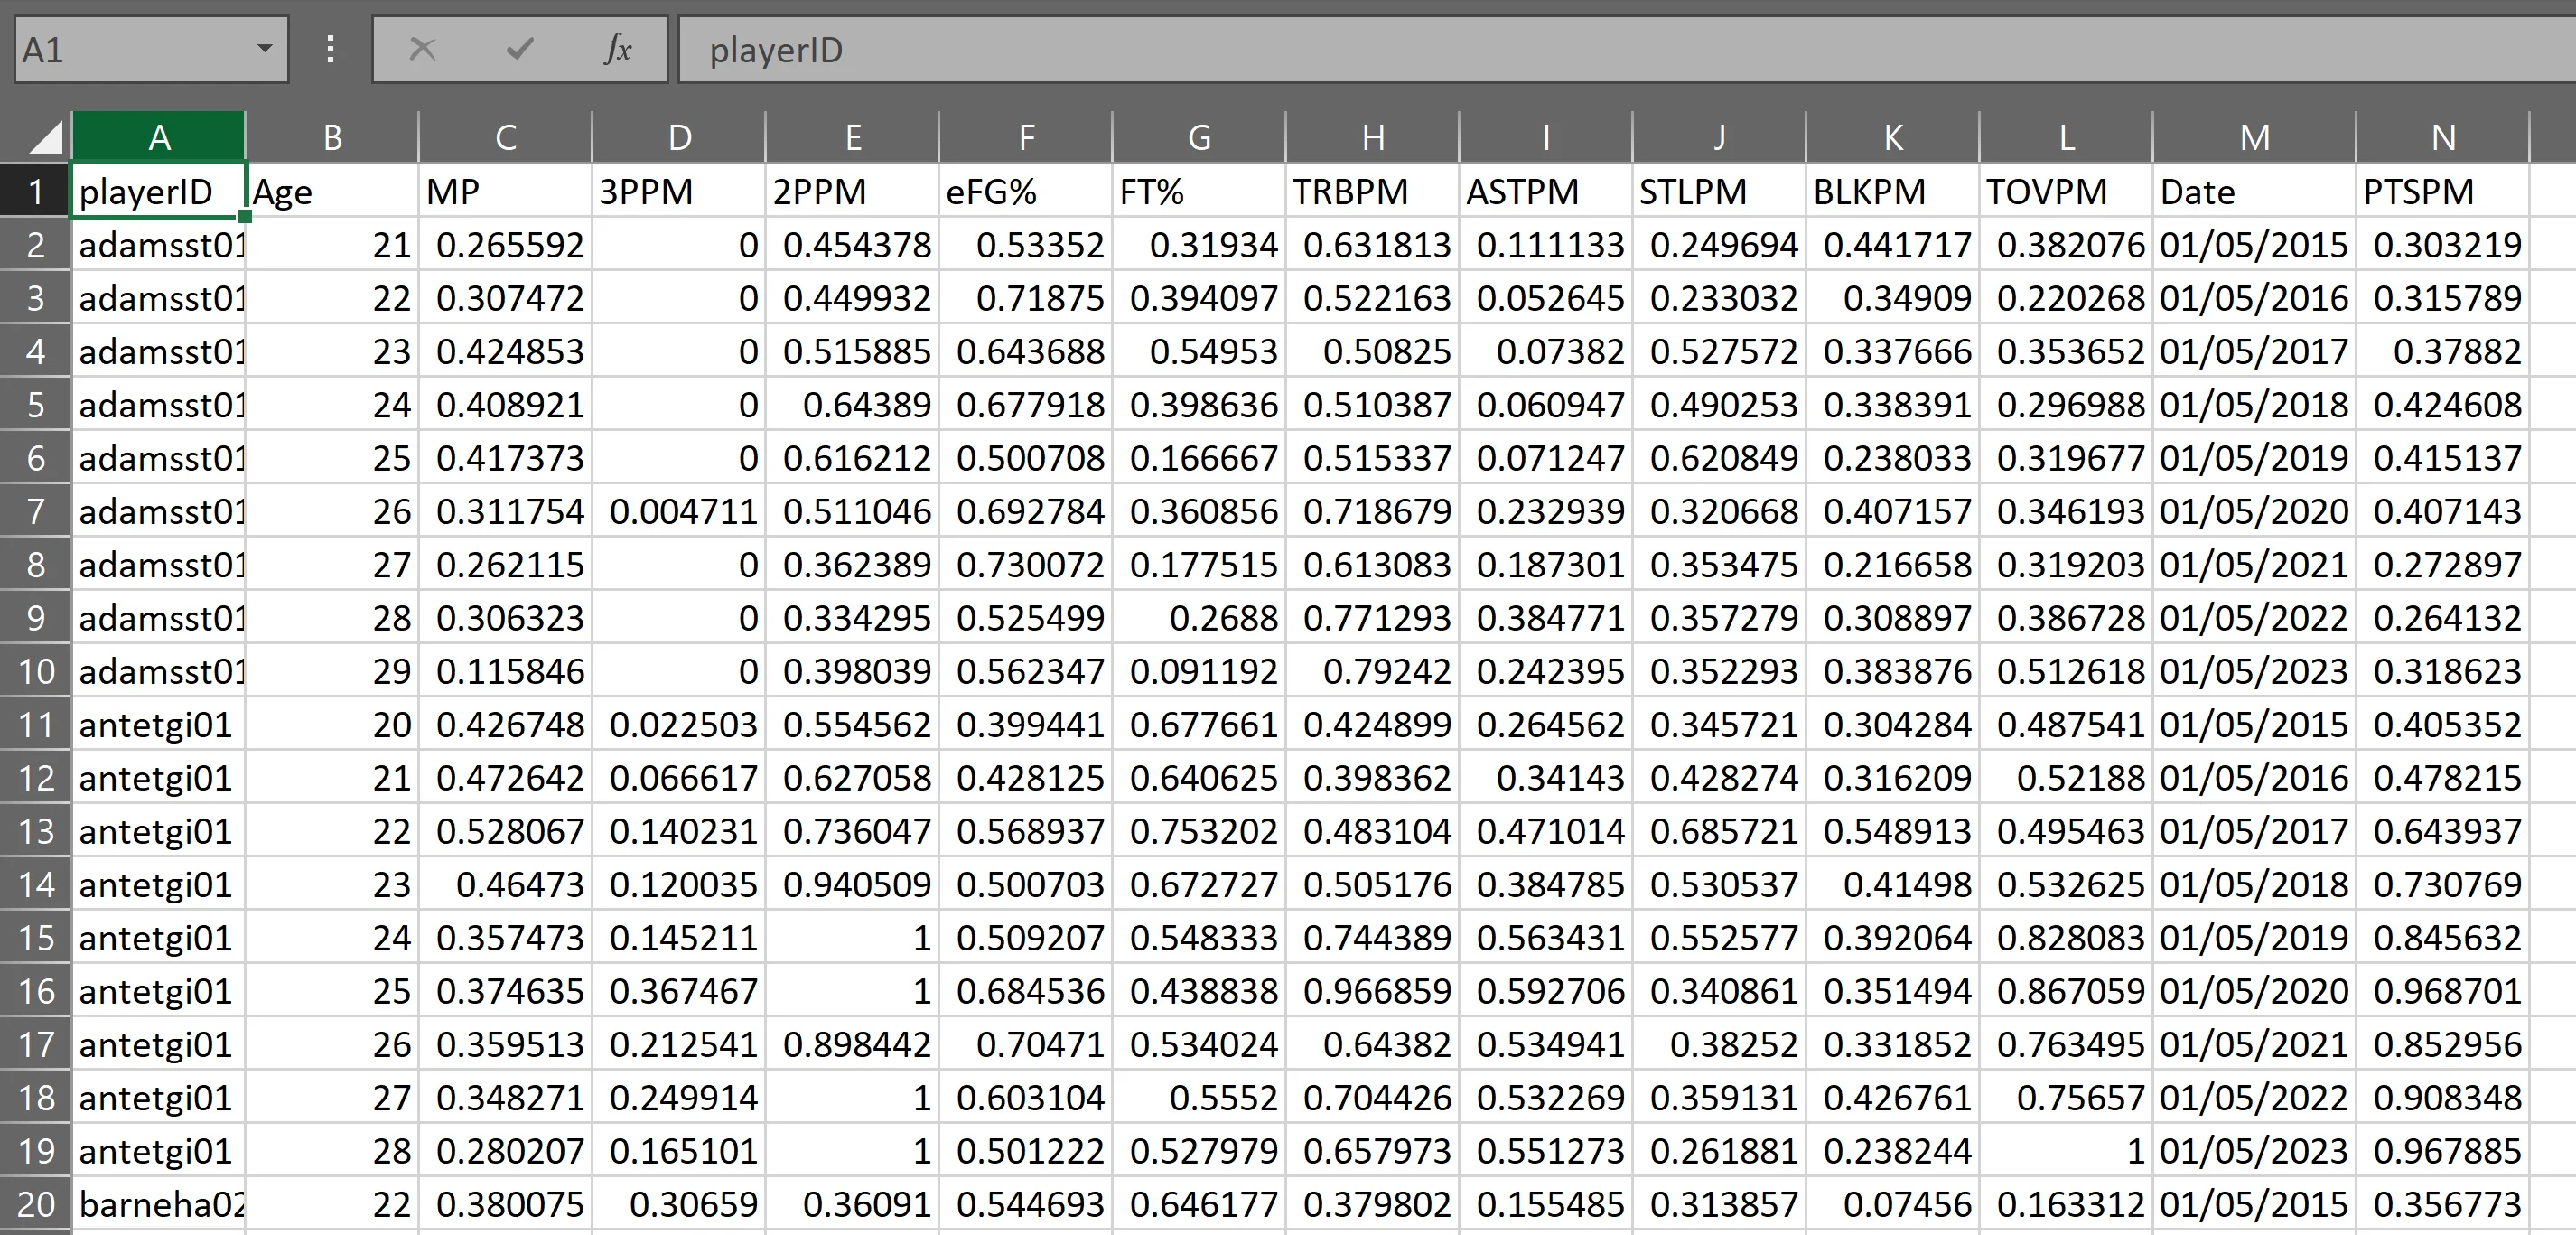 A1 fx playerID
A B C D E F G H I J K L M N
1 playerID Age MP 3PPM 2PPM eFG% FT% TRBPM ASTPM STLPM BLKPM TOVPM Date PTSPM
2 adamsst01 21 0.265592 0 0.454378 0.53352 0.31934 0.631813 0.111133 0.249694 0.441717 0.382076 01/05/2015 0.303219
3 adamsst01 22 0.307472 0 0.449932 0.71875 0.394097 0.522163 0.052645 0.233032 0.34909 0.220268 01/05/2016 0.315789
4 adamsst01 23 0.424853 0 0.515885 0.643688 0.54953 0.50825 0.07382 0.527572 0.337666 0.353652 01/05/2017 0.37882
5 adamsst01 24 0.408921 0 0.64389 0.677918 0.398636 0.510387 0.060947 0.490253 0.338391 0.296988 01/05/2018 0.424608
6 adamsst01 25 0.417373 0 0.616212 0.500708 0.166667 0.515337 0.071247 0.620849 0.238033 0.319677 01/05/2019 0.415137
7 adamsst01 26 0.311754 0.004711 0.511046 0.692784 0.360856 0.718679 0.232939 0.320668 0.407157 0.346193 01/05/2020 0.407143
8 adamsst01 27 0.262115 0 0.362389 0.730072 0.177515 0.613083 0.187301 0.353475 0.216658 0.319203 01/05/2021 0.272897
9 adamsst01 28 0.306323 0 0.334295 0.525499 0.2688 0.771293 0.384771 0.357279 0.308897 0.386728 01/05/2022 0.264132
10 adamsst01 29 0.115846 0 0.398039 0.562347 0.091192 0.79242 0.242395 0.352293 0.383876 0.512618 01/05/2023 0.318623
11 antetgi01 20 0.426748 0.022503 0.554562 0.399441 0.677661 0.424899 0.264562 0.345721 0.304284 0.487541 01/05/2015 0.405352
12 antetgi01 21 0.472642 0.066617 0.627058 0.428125 0.640625 0.398362 0.34143 0.428274 0.316209 0.52188 01/05/2016 0.478215
13 antetgi01 22 0.528067 0.140231 0.736047 0.568937 0.753202 0.483104 0.471014 0.685721 0.548913 0.495463 01/05/2017 0.643937
14 antetgi01 23 0.46473 0.120035 0.940509 0.500703 0.672727 0.505176 0.384785 0.530537 0.41498 0.532625 01/05/2018 0.730769
15 antetgi01 24 0.357473 0.145211 1 0.509207 0.548333 0.744389 0.563431 0.552577 0.392064 0.828083 01/05/2019 0.845632
16 antetgi01 25 0.374635 0.367467 1 0.684536 0.438838 0.966859 0.592706 0.340861 0.351494 0.867059 01/05/2020 0.968701
17 antetgi01 26 0.359513 0.212541 0.898442 0.70471 0.534024 0.64382 0.534941 0.38252 0.331852 0.763495 01/05/2021 0.852956
18 antetgi01 27 0.348271 0.249914 1 0.603104 0.5552 0.704426 0.532269 0.359131 0.426761 0.75657 01/05/2022 0.908348
19 antetgi01 28 0.280207 0.165101 1 0.501222 0.527979 0.657973 0.551273 0.261881 0.238244 1 01/05/2023 0.967885
20 barneha02 22 0.380075 0.30659 0.36091 0.544693 0.646177 0.379802 0.155485 0.313857 0.07456 0.163312 01/05/2015 0.356773